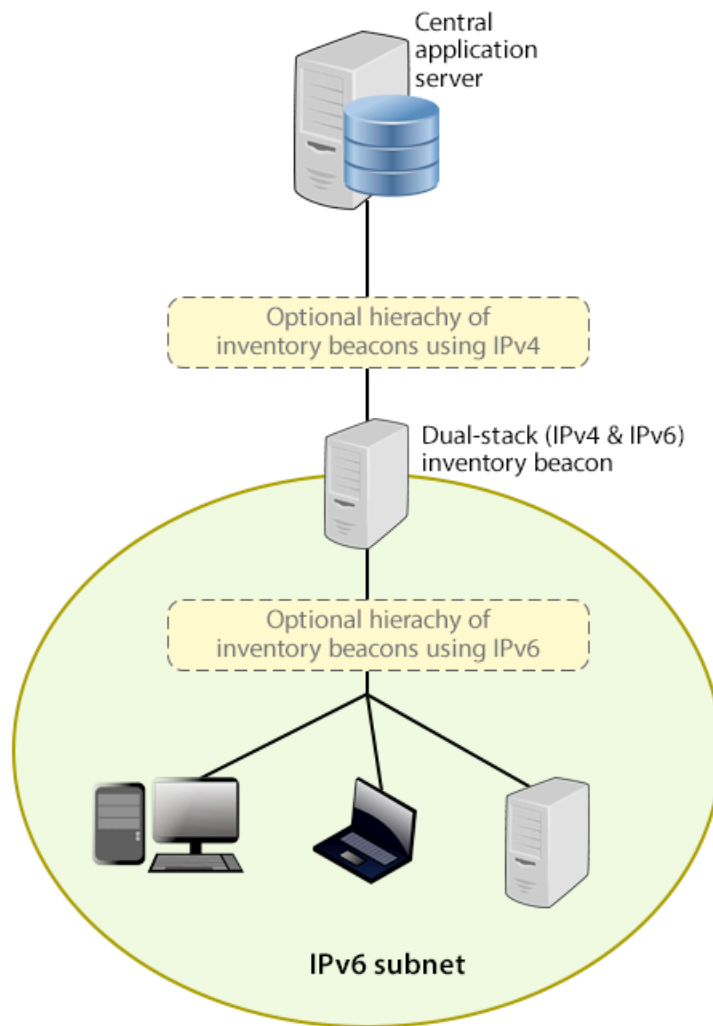 Central
application
server
Optional hierachy of
inventory beacons using IPv4
Dual-stack (IPv4 & IPv6)
inventory beacon
Optional hierachy of
inventory beacons using IPv6
IPv6 subnet